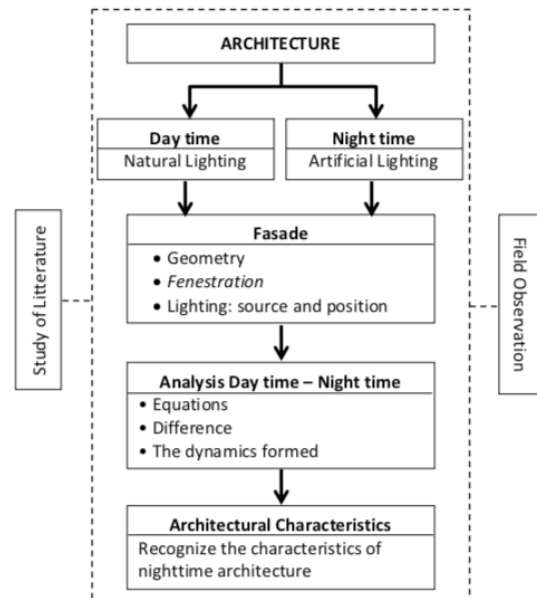 ARCHITECTURE
Day time
Natural Lighting
Night time
Artificial Lighting
Study of Litterature
Fasade
• Geometry
• Fenestration
• Lighting: source and position
Field Observation
Analysis Day time – Night time
• Equations
• Difference
• The dynamics formed
Architectural Characteristics
Recognize the characteristics of
nighttime architecture